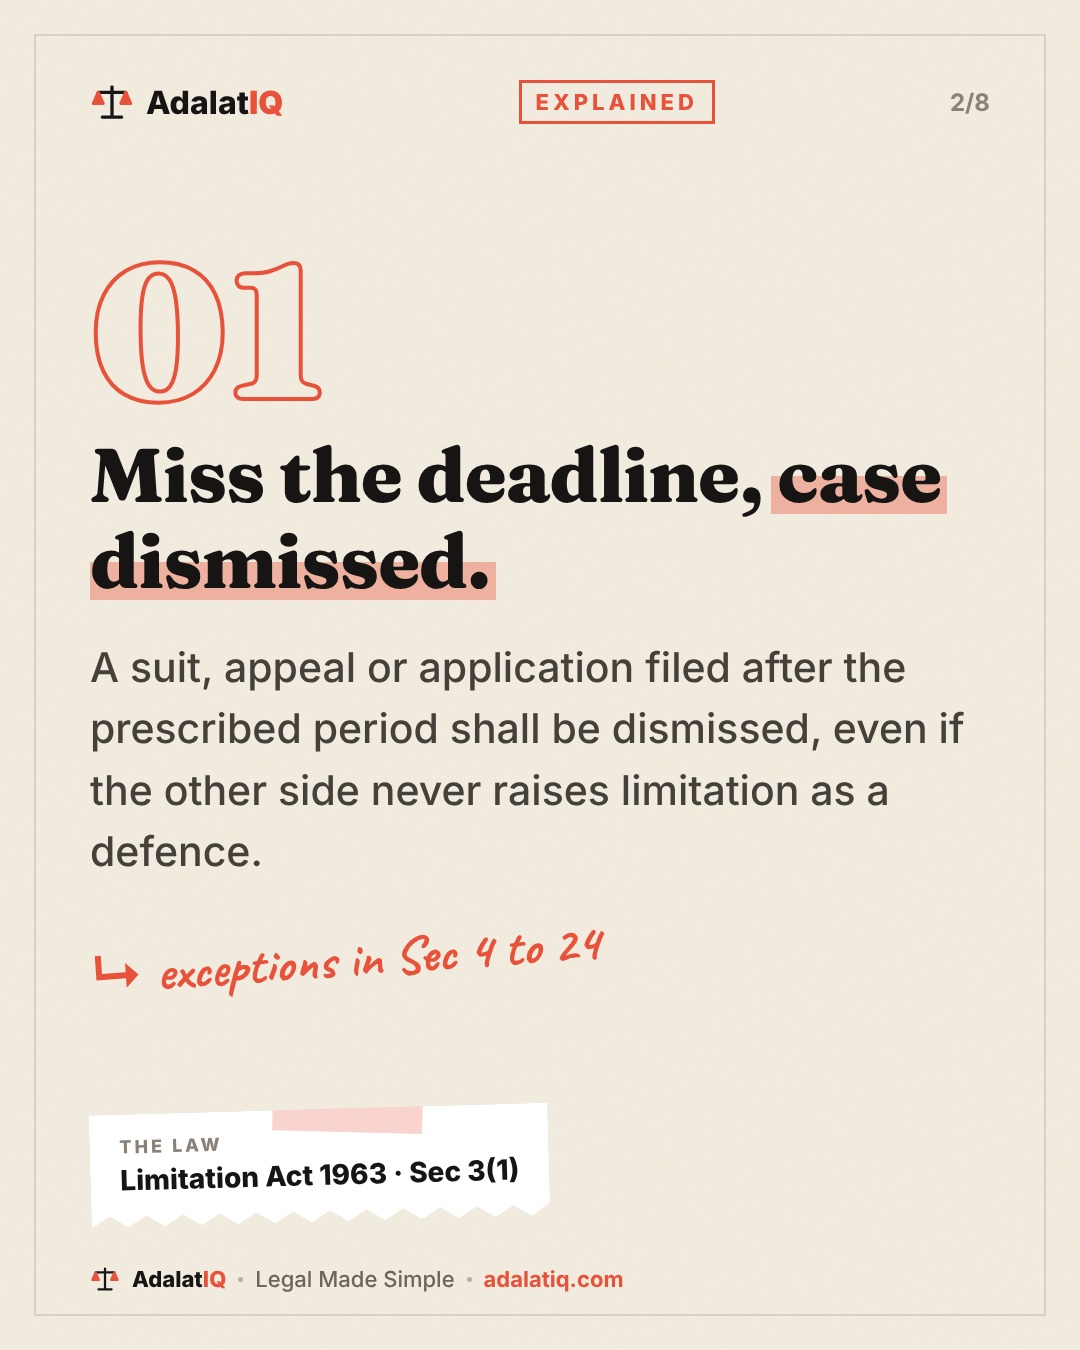 AdalatIQ
EXPLAINED
2/8
01
Miss the deadline, case
dismissed.
A suit, appeal or application filed after the
prescribed period shall be dismissed, even if
the other side never raises limitation as a
defence.
↳ exceptions in Sec 4 to 24
THE LAW
Limitation Act 1963 · Sec 3(1)
AdalatIQ • Legal Made Simple • adalatiq.com